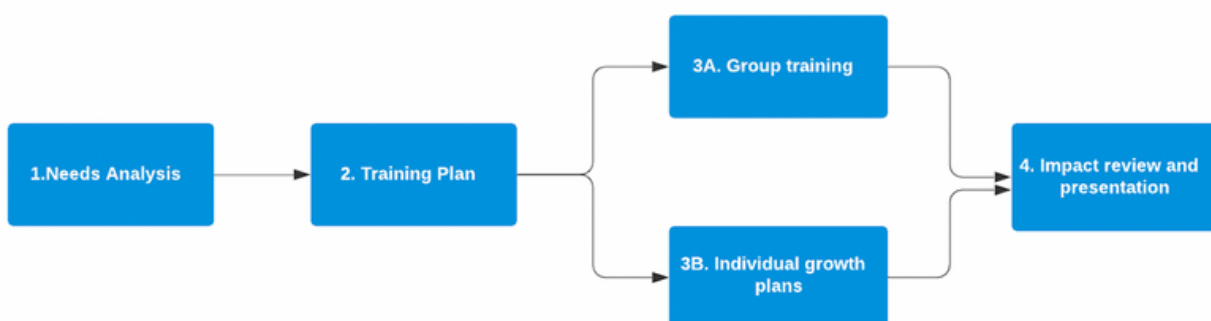 1.Needs Analysis
2. Training Plan
3A. Group training
3B. Individual growth
plans
4. Impact review and
presentation